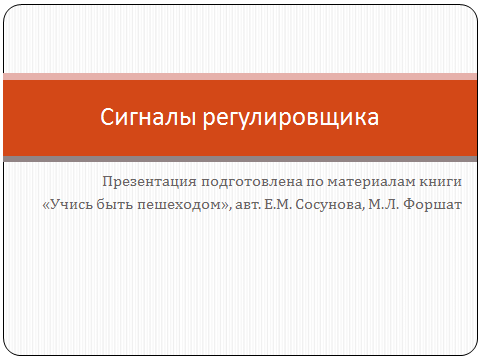 Сигналы регулировщика
Презентация подготовлена по материалам книги
«Учись быть пешеходом», авт. Е.М. Сосунова, М.Л. Форшат